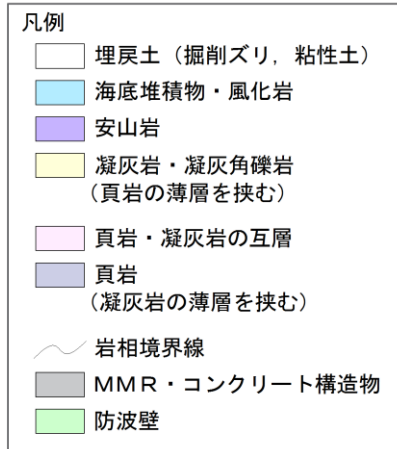 凡例
埋戻土（掘削ズリ，粘性土）
海底堆積物・風化岩
安山岩
凝灰岩・凝灰角礫岩
（頁岩の薄層を挟む）
頁岩・凝灰岩の互層
頁岩
（凝灰岩の薄層を挟む）
岩相境界線
ＭＭＲ・コンクリート構造物
防波壁